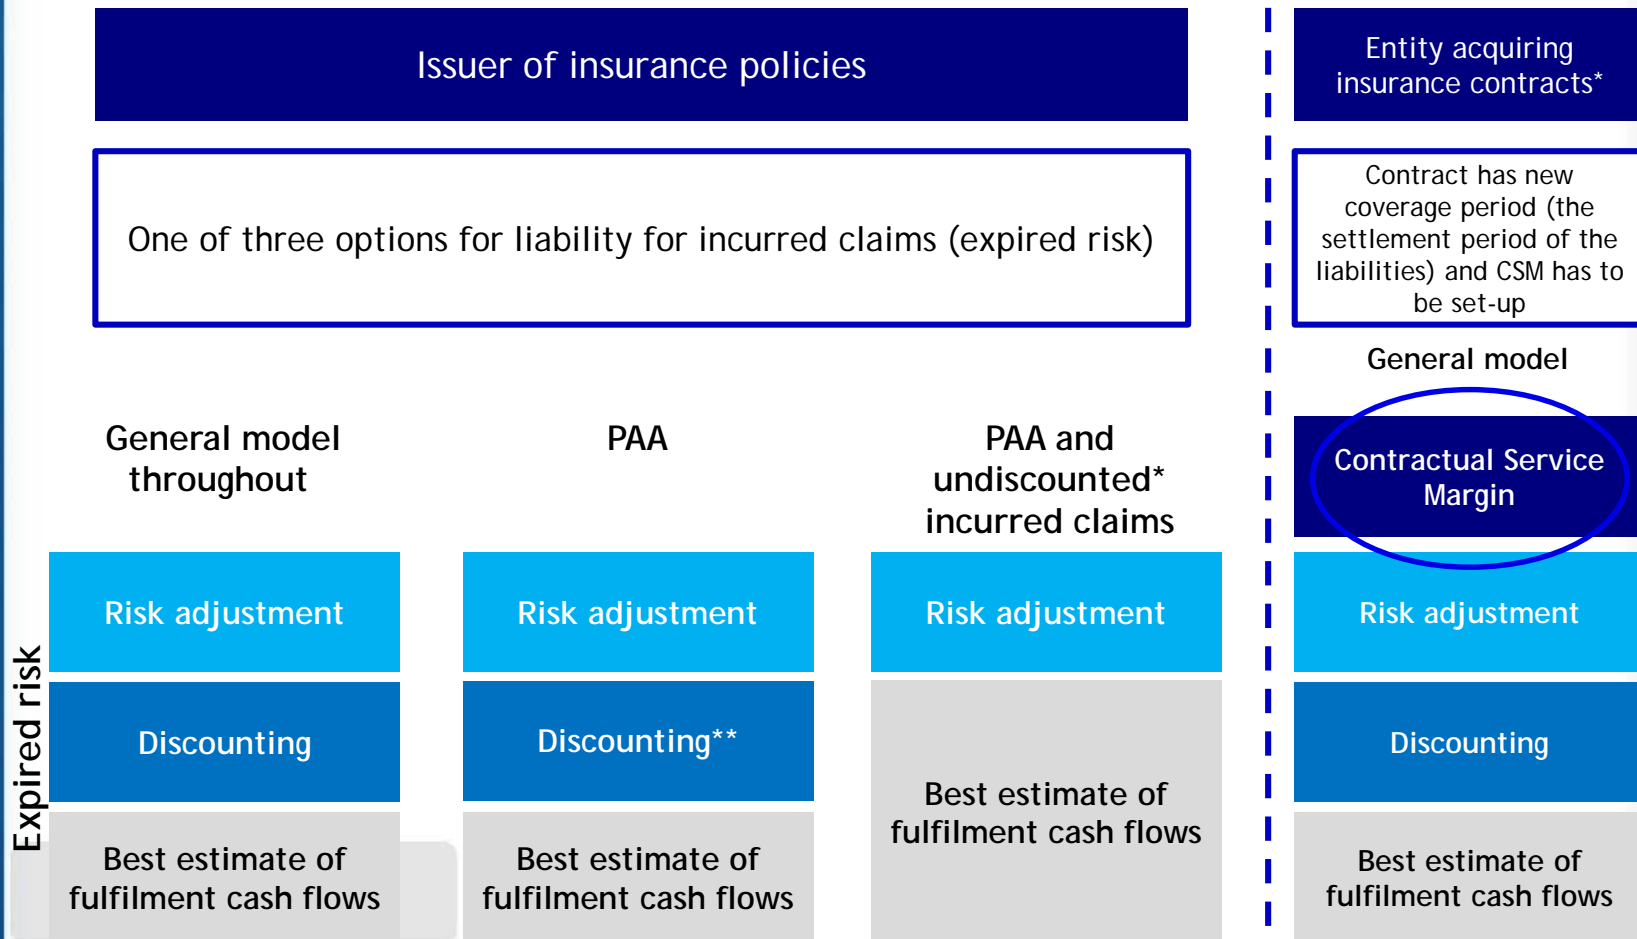 Issuer of insurance policies
Entity acquiring
insurance contracts*
One of three options for liability for incurred claims (expired risk)
Contract has new
coverage period (the
settlement period of the
liabilities) and CSM has to
be set-up
General model
General model
throughout
PAA
PAA and
undiscounted*
incurred claims
Contractual Service
Margin
Expired risk
Risk adjustment
Risk adjustment
Risk adjustment
Risk adjustment
Discounting
Discounting**
Best estimate of
fulfilment cash flows
Discounting
Best estimate of
fulfilment cash flows
Best estimate of
fulfilment cash flows
Best estimate of
fulfilment cash flows